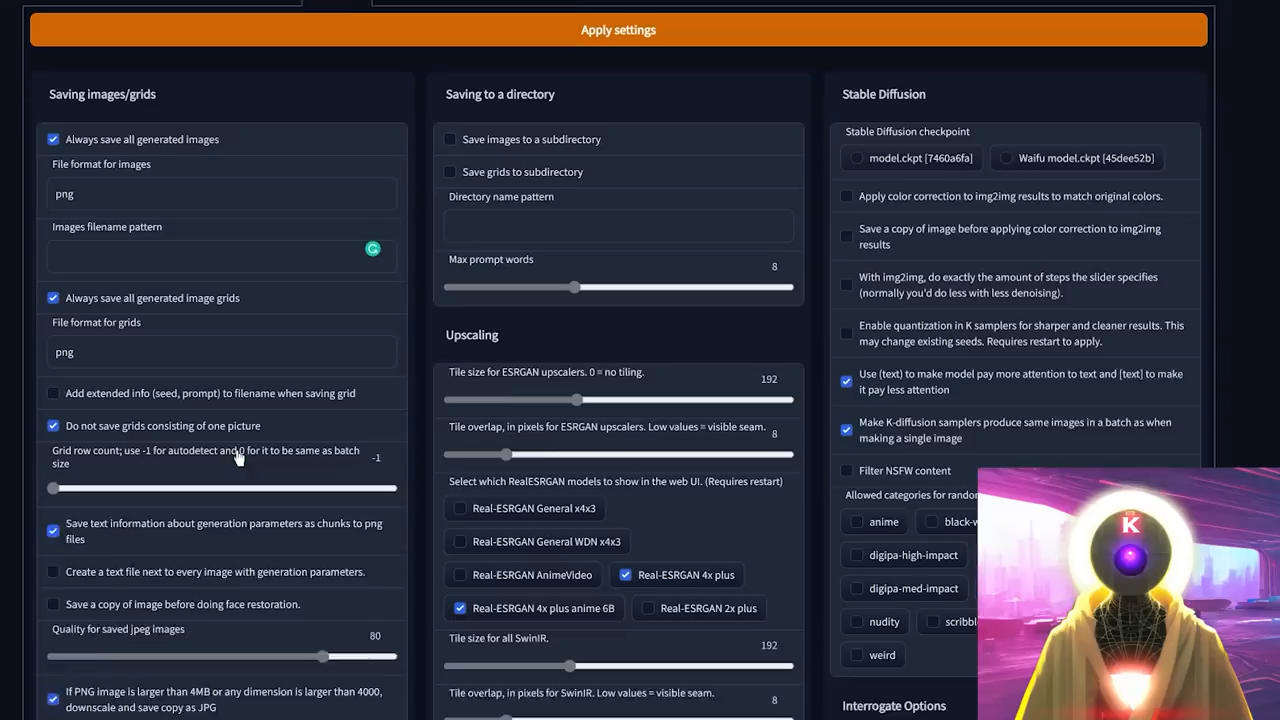 Apply settings
Saving images/grids
Always save all generated images
File format for images
png
Images filename pattern
Always save all generated image grids
File format for grids
png
Add extended info (seed, prompt) to filename when saving grid
Do not save grids consisting of one picture
Grid row count; use -1 for autodetect and 0 for it to be same as batch
size
-1
Save text information about generation parameters as chunks to png
files
Create a text file next to every image with generation parameters.
Save a copy of image before doing face restoration.
Quality for saved jpeg images
80
If PNG image is larger than 4MB or any dimension is larger than 4000,
downscale and save copy as JPG
Saving to a directory
Save images to a subdirectory
Save grids to subdirectory
Directory name pattern
Max prompt words
8
Upscaling
Tile size for ESRGAN upscalers. 0 = no tiling.
192
Tile overlap, in pixels for ESRGAN upscalers. Low values = visible seam.
8
Select which RealESRGAN models to show in the web UI. (Requires restart)
Real-ESRGAN General x4x3
Real-ESRGAN General WDN x4x3
Real-ESRGAN AnimeVideo
Real-ESRGAN 4x plus
Real-ESRGAN 4x plus anime 6B
Real-ESRGAN 2x plus
Tile size for all SwinIR.
192
Tile overlap, in pixels for SwinIR. Low values = visible seam.
8
Stable Diffusion
Stable Diffusion checkpoint
model.ckpt [7460a6fa]
Waifu model.ckpt [45dee52b]
Apply color correction to img2img results to match original colors.
Save a copy of image before applying color correction to img2img
results
With img2img, do exactly the amount of steps the slider specifies
(normally you'd do less with less denoising).
Enable quantization in K samplers for sharper and cleaner results. This
may change existing seeds. Requires restart to apply.
Use (text) to make model pay more attention to text and [text] to make
it pay less attention
Make K-diffusion samplers produce same images in a batch as when
making a single image
Filter NSFW content
Allowed categories for
anime
digipa-high-impact
digipa-med-impact
nudity
weird
Interrogate Options
K